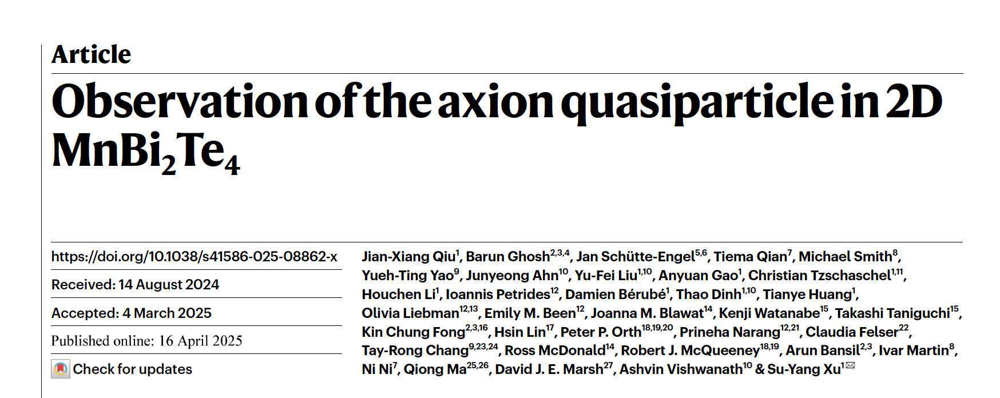 Article
Observation of the axion quasiparticle in 2D
MnBi₂Te₄
https://doi.org/10.1038/s41586-025-08862-x
Received: 14 August 2024
Accepted: 4 March 2025
Published online: 16 April 2025
Check for updates
Jian-Xiang Qiu¹, Barun Ghosh²,³,⁴, Jan Schütte-Engel⁵,⁶, Tiema Qian⁷, Michael Smith⁸,
Yueh-Ting Yao⁹, Junyeong Ahn¹⁰, Yu-Fei Liu¹,¹⁰, Anyuan Gao¹, Christian Tzschaschel¹,¹¹,
Houchen Li¹, Ioannis Petrides¹², Damien Bérubé¹, Thao Dinh¹,¹⁰, Tianye Huang¹,
Olivia Liebman¹²,¹³, Emily M. Been¹², Joanna M. Blawat¹⁴, Kenji Watanabe¹⁵, Takashi Taniguchi¹⁵,
Kin Chung Fong²,³,¹⁶, Hsin Lin¹⁷, Peter P. Orth¹⁸,¹⁹,²⁰, Prineha Narang¹²,²¹, Claudia Felser²²,
Tay-Rong Chang⁹,²³,²⁴, Ross McDonald¹⁴, Robert J. McQueeney¹⁸,¹⁹, Arun Bansil²,³, Ivar Martin⁸,
Ni Ni⁷, Qiong Ma²⁵,²⁶, David J. E. Marsh²⁷, Ashvin Vishwanath¹⁰ & Su-Yang Xu¹✉